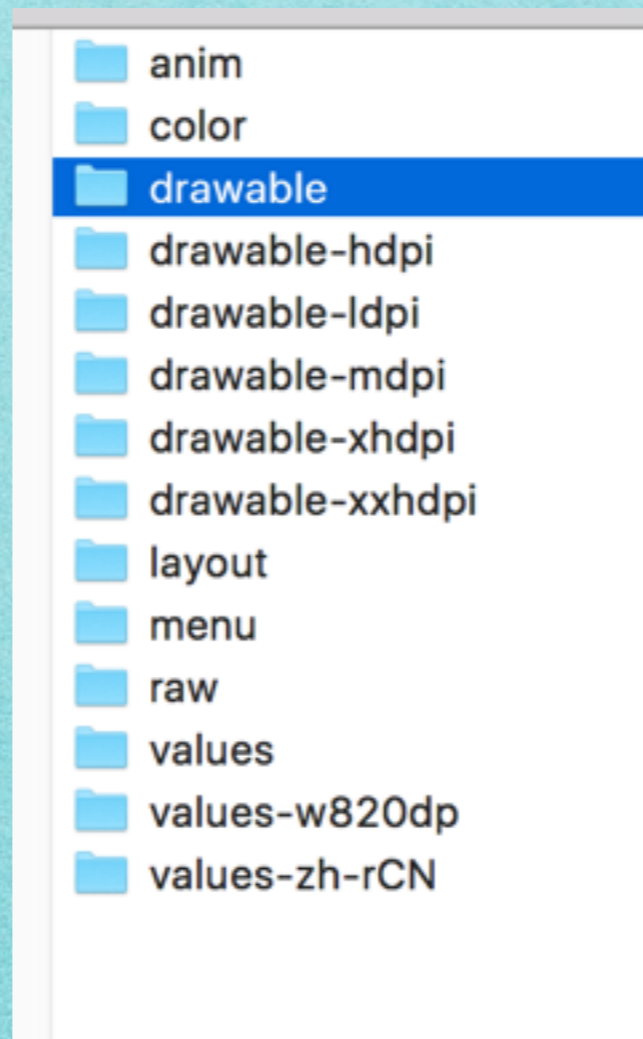 anim
color
drawable
drawable-hdpi
drawable-ldpi
drawable-mdpi
drawable-xhdpi
drawable-xxhdpi
layout
menu
raw
values
values-w820dp
values-zh-rCN